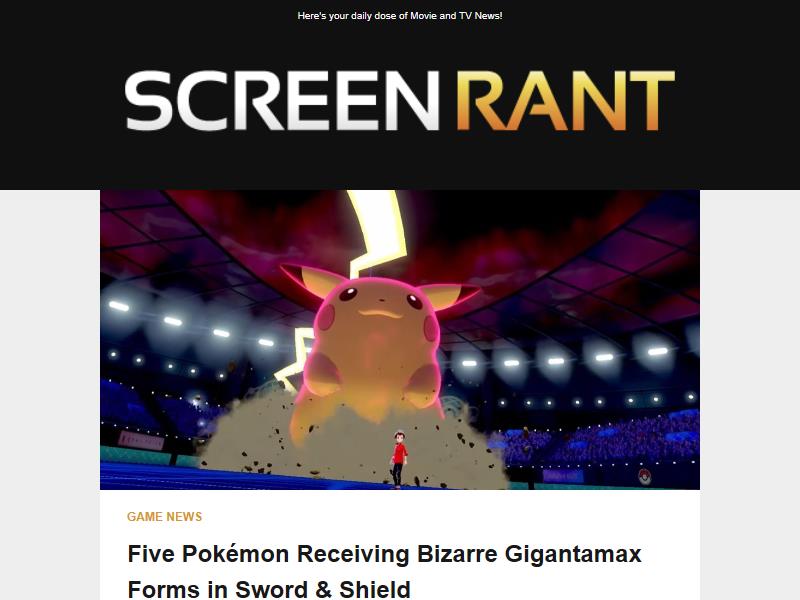 Here's your daily dose of Movie and TV News!
SCREEN RANT
GAME NEWS
Five Pokémon Receiving Bizarre Gigantamax
Forms in Sword & Shield